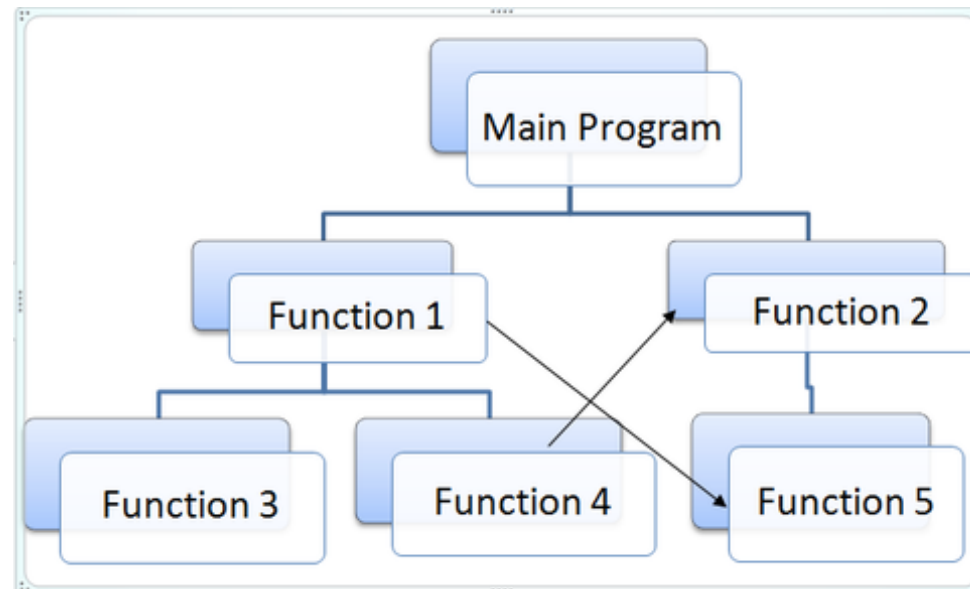 Main Program
Function 1
Function 2
Function 3
Function 4
Function 5